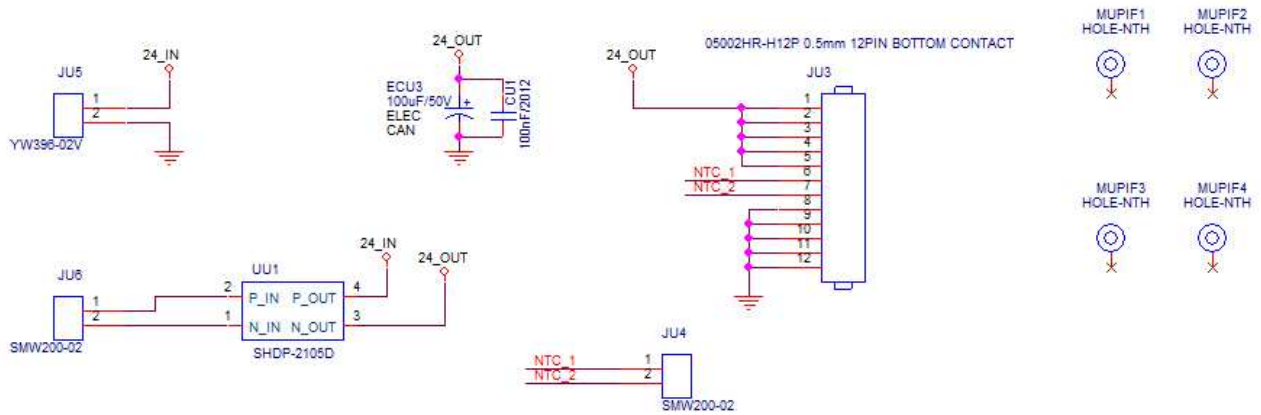 24_IN
JU5
1
2
YW396-02V
24_OUT
ECU3
100uF/50V
ELEC
CAN
+
CU1
100nF/2012
24_OUT
05002HR-H12P 0.5mm 12PIN BOTTOM CONTACT
JU3
1
2
3
4
5
NTC_1 6
NTC_2 7
8
9
10
11
12
MUPIF1
HOLE-NTH
MUPIF2
HOLE-NTH
MUPIF3
HOLE-NTH
MUPIF4
HOLE-NTH
JU6
1
2
SMW200-02
UU1
2 P_IN P_OUT 4
1 N_IN N_OUT 3
SHDP-2105D
24_IN
24_OUT
JU4
NTC_1 1
NTC_2 2
SMW200-02